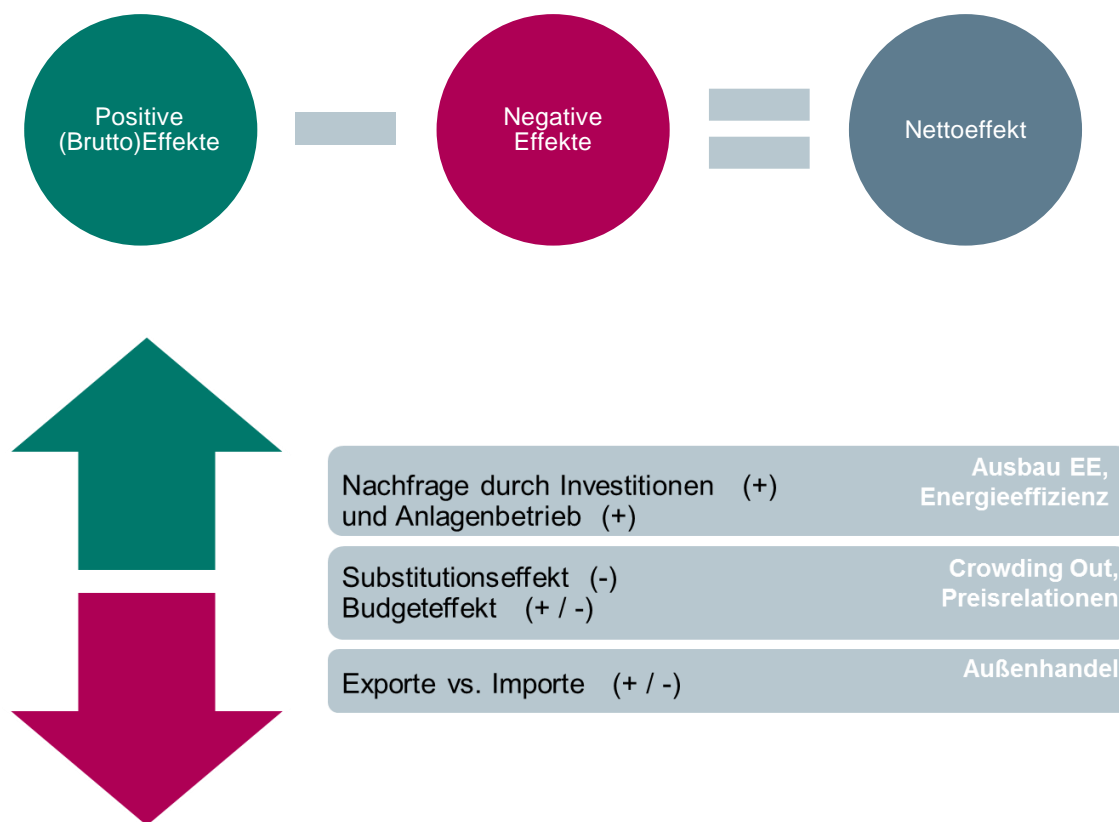 Positive
(Brutto)Effekte
Negative
Effekte
Nettoeffekt
Nachfrage durch Investitionen (+)
und Anlagenbetrieb (+)
Ausbau EE,
Energieeffizienz
Substitutionseffekt (-)
Budgeteffekt (+ / -)
Crowding Out,
Preisrelationen
Exporte vs. Importe (+ / -)
Außenhandel